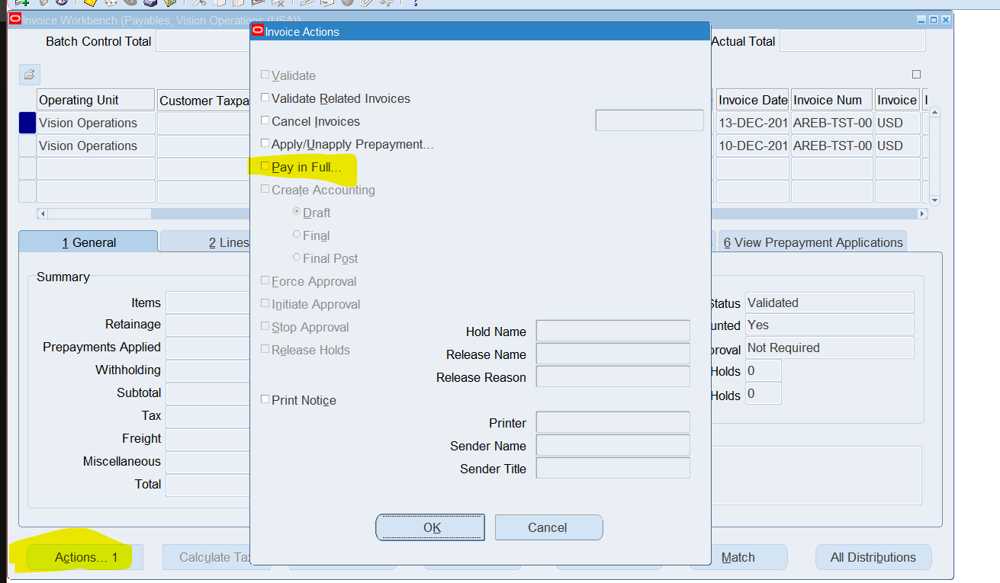 Invoice Workbench (Payables, Vision Operations (USA))
Invoice Actions
Batch Control Total
Actual Total
Validate
Operating Unit
Customer Taxpa
Validate Related Invoices
Invoice Date
Invoice Num
Invoice
Vision Operations
Cancel Invoices
13-DEC-201
AREB-TST-00
USD
Vision Operations
Apply/Unapply Prepayment...
10-DEC-201
AREB-TST-00
USD
Pay in Full...
Create Accounting
Draft
Final
Final Post
1 General
2 Lines
6 View Prepayment Applications
Summary
Force Approval
Items
Initiate Approval
Status
Validated
Retainage
Stop Approval
Hold Name
unted
Yes
Prepayments Applied
Release Holds
Release Name
proval
Not Required
Withholding
Release Reason
Holds
0
Subtotal
Print Notice
Holds
0
Tax
Printer
Freight
Sender Name
Miscellaneous
Sender Title
Total
OK
Cancel
Actions... 1
Calculate Ta
Match
All Distributions